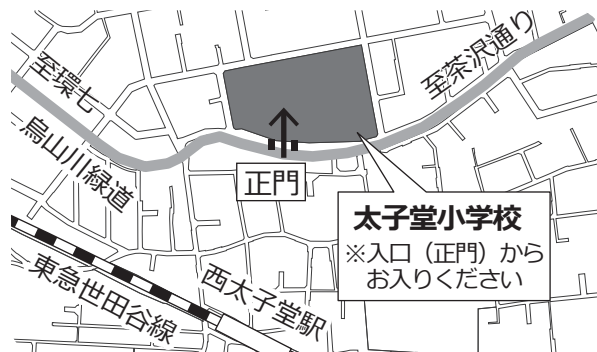 至環七
至茶沢通り
烏山川緑道
正門
太子堂小学校
※入口（正門）から
お入りください
西太子堂駅
東急世田谷線